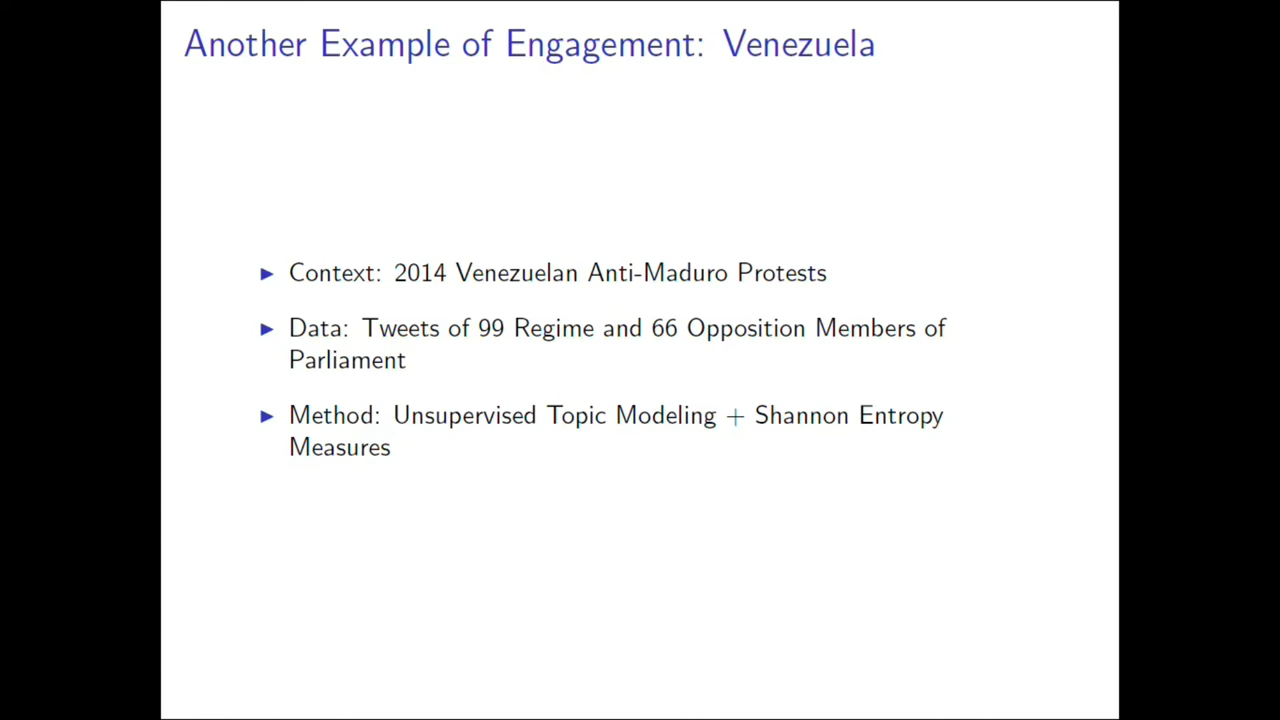 Another Example of Engagement: Venezuela
▶ Context: 2014 Venezuelan Anti-Maduro Protests
▶ Data: Tweets of 99 Regime and 66 Opposition Members of
Parliament
▶ Method: Unsupervised Topic Modeling + Shannon Entropy
Measures